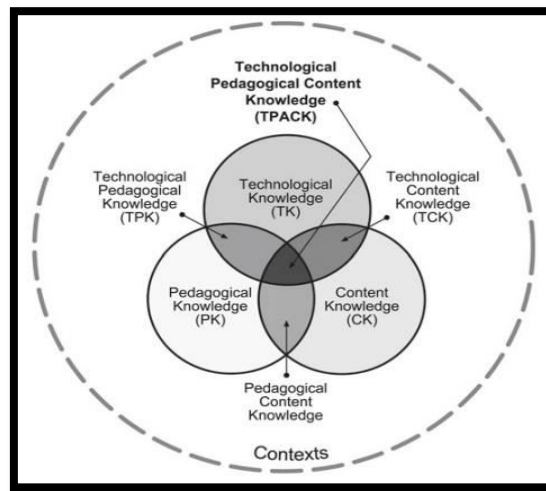 Technological
Pedagogical Content
Knowledge
(TPACK)
Technological
Pedagogical
Knowledge
(TPK)
Technological
Knowledge
(TK)
Technological
Content
Knowledge
(TCK)
Pedagogical
Knowledge
(PK)
Content
Knowledge
(CK)
Pedagogical
Content
Knowledge
Contexts